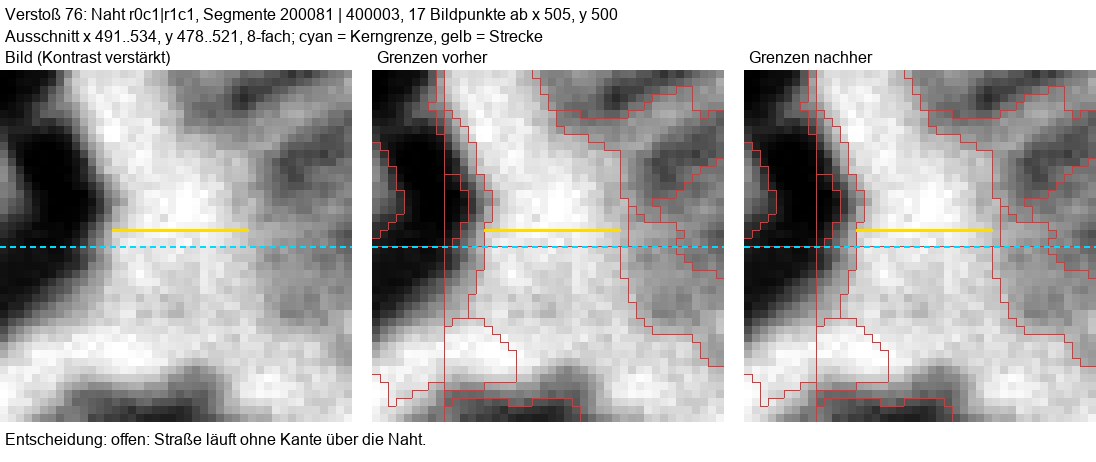 Verstoß 76: Naht r0c1|r1c1, Segmente 200081 | 400003, 17 Bildpunkte ab x 505, y 500
Ausschnitt x 491..534, y 478..521, 8-fach; cyan = Kerngrenze, gelb = Strecke
Bild (Kontrast verstärkt)
Grenzen vorher
Grenzen nachher
Entscheidung: offen: Straße läuft ohne Kante über die Naht.